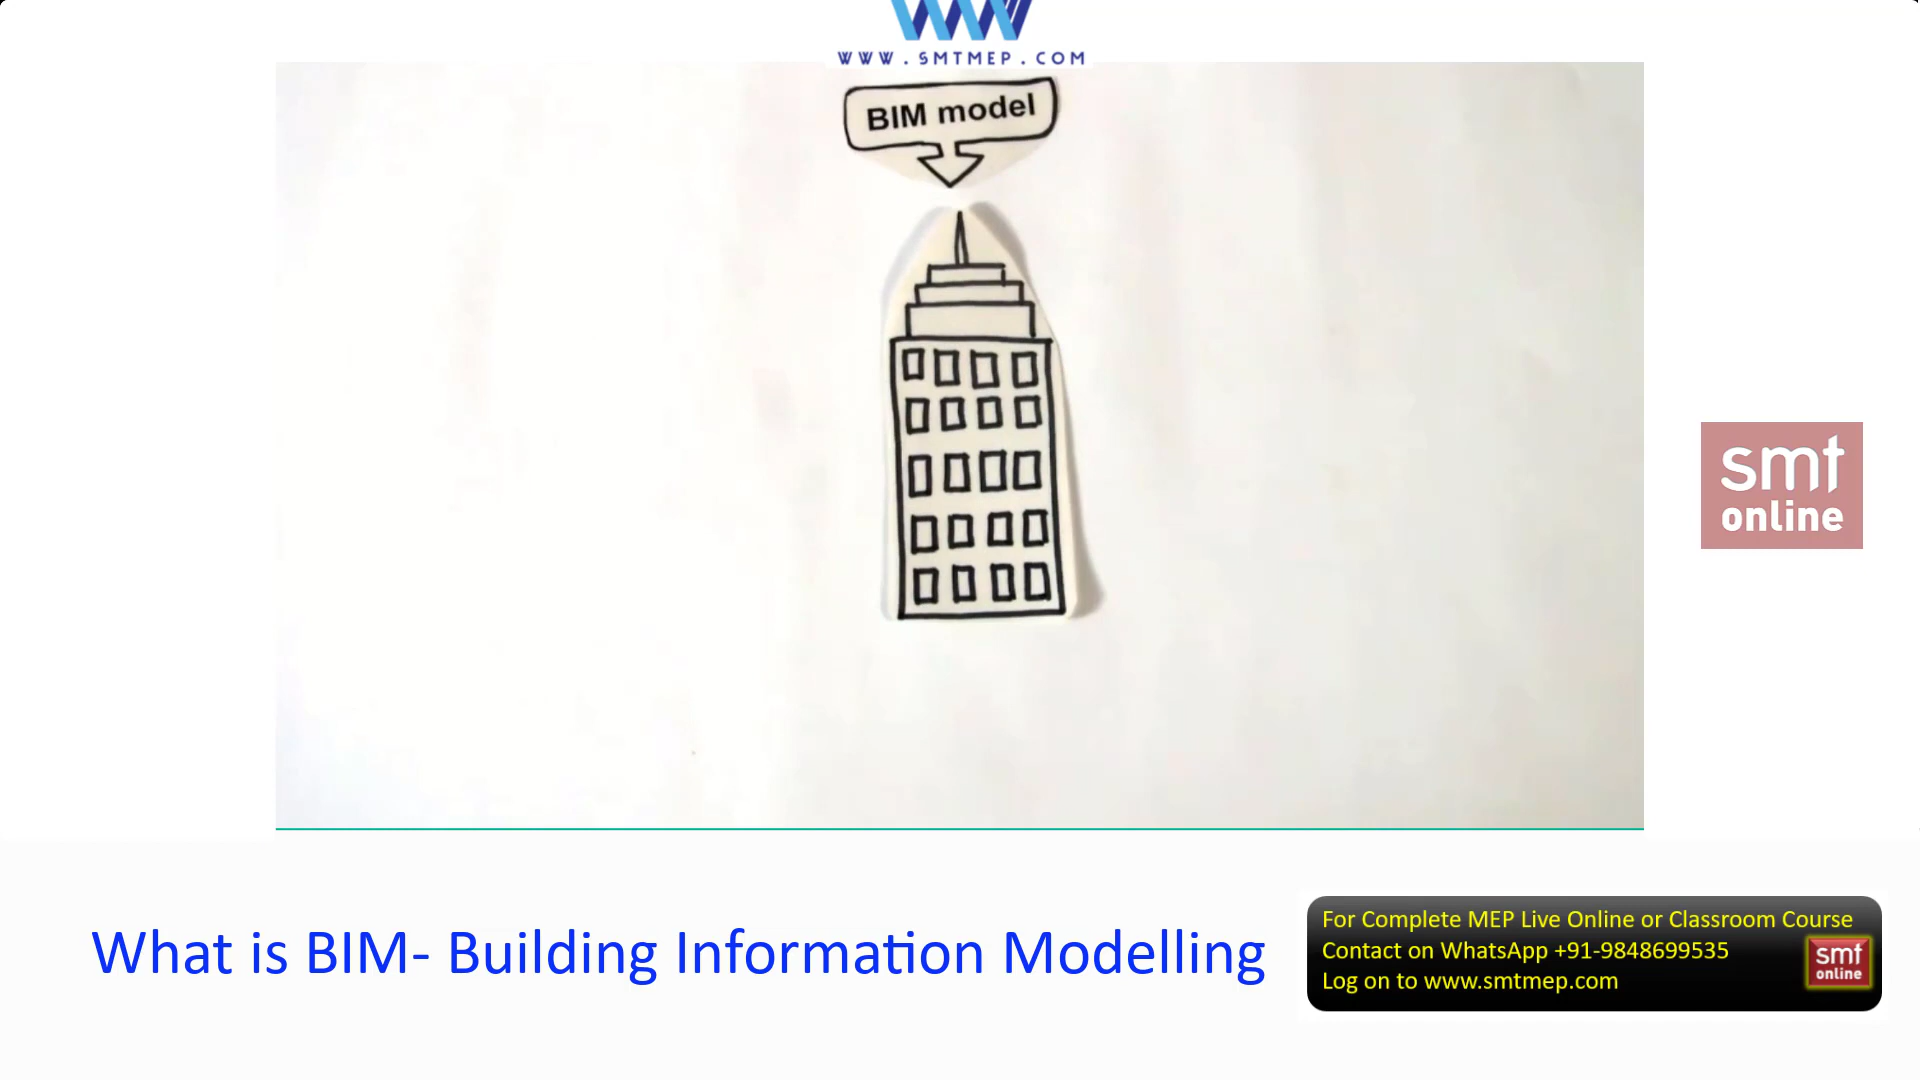 WWW.SMTMEP.COM
BIM model
smt
online
What is BIM- Building Information Modelling
For Complete MEP Live Online or Classroom Course
Contact on WhatsApp +91-9848699535
Log on to www.smtmep.com
smt
online